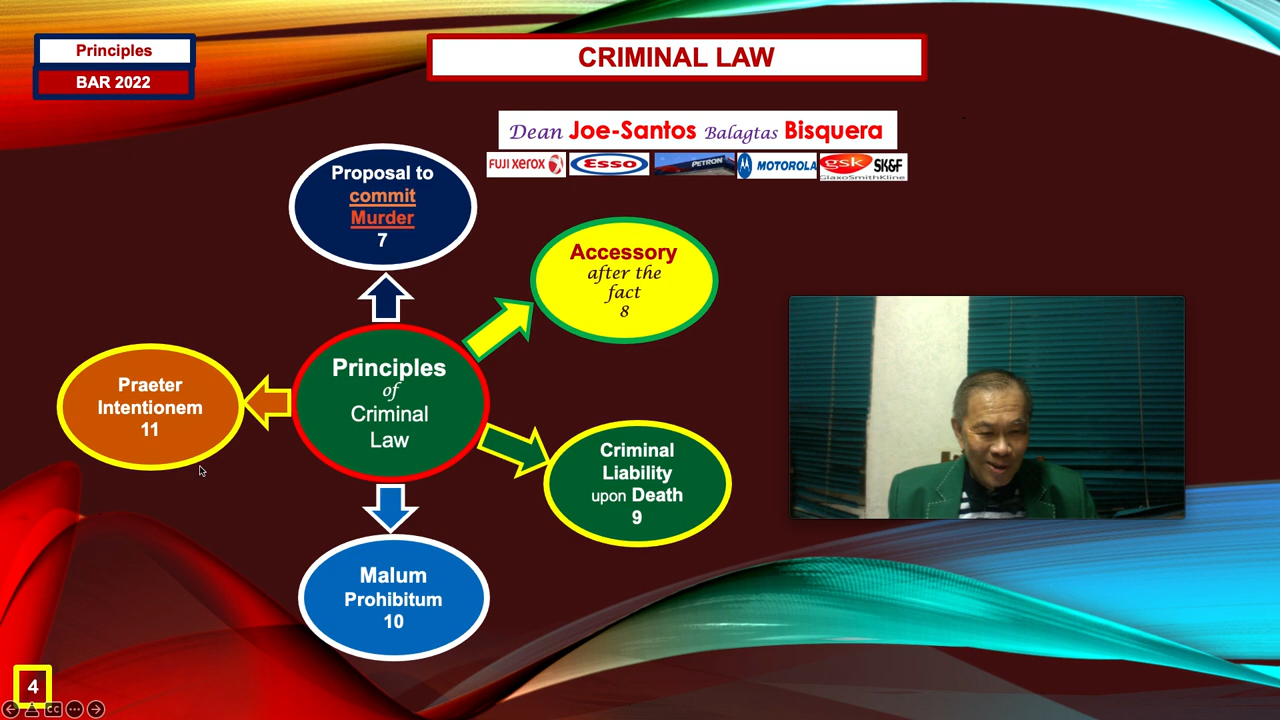 Principles
BAR 2022
CRIMINAL LAW
Dean Joe-Santos Balagtas Bisquera
FUJI xerox
Esso
PETRON
MOTOROLA
gsk
SK&F
GlaxoSmithKline
Proposal to
commit
Murder
7
Accessory
after the
fact
8
Praeter
Intentionem
11
Principles
of
Criminal
Law
Criminal
Liability
upon Death
9
Malum
Prohibitum
10
4
CC